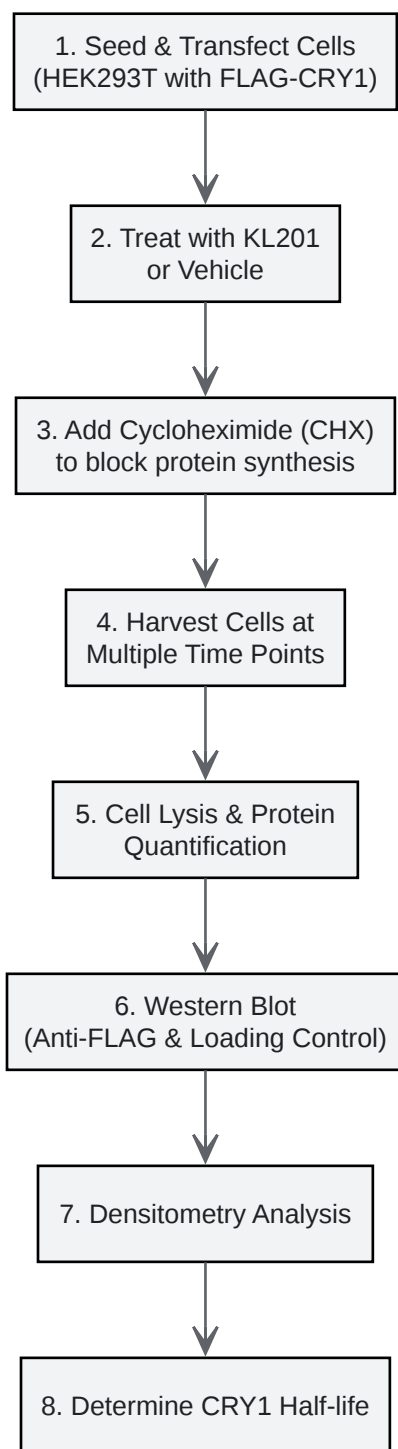 1. Seed & Transfect Cells
(HEK293T with FLAG-CRY1)
2. Treat with KL201
or Vehicle
3. Add Cycloheximide (CHX)
to block protein synthesis
4. Harvest Cells at
Multiple Time Points
5. Cell Lysis & Protein
Quantification
6. Western Blot
(Anti-FLAG & Loading Control)
7. Densitometry Analysis
8. Determine CRY1 Half-life